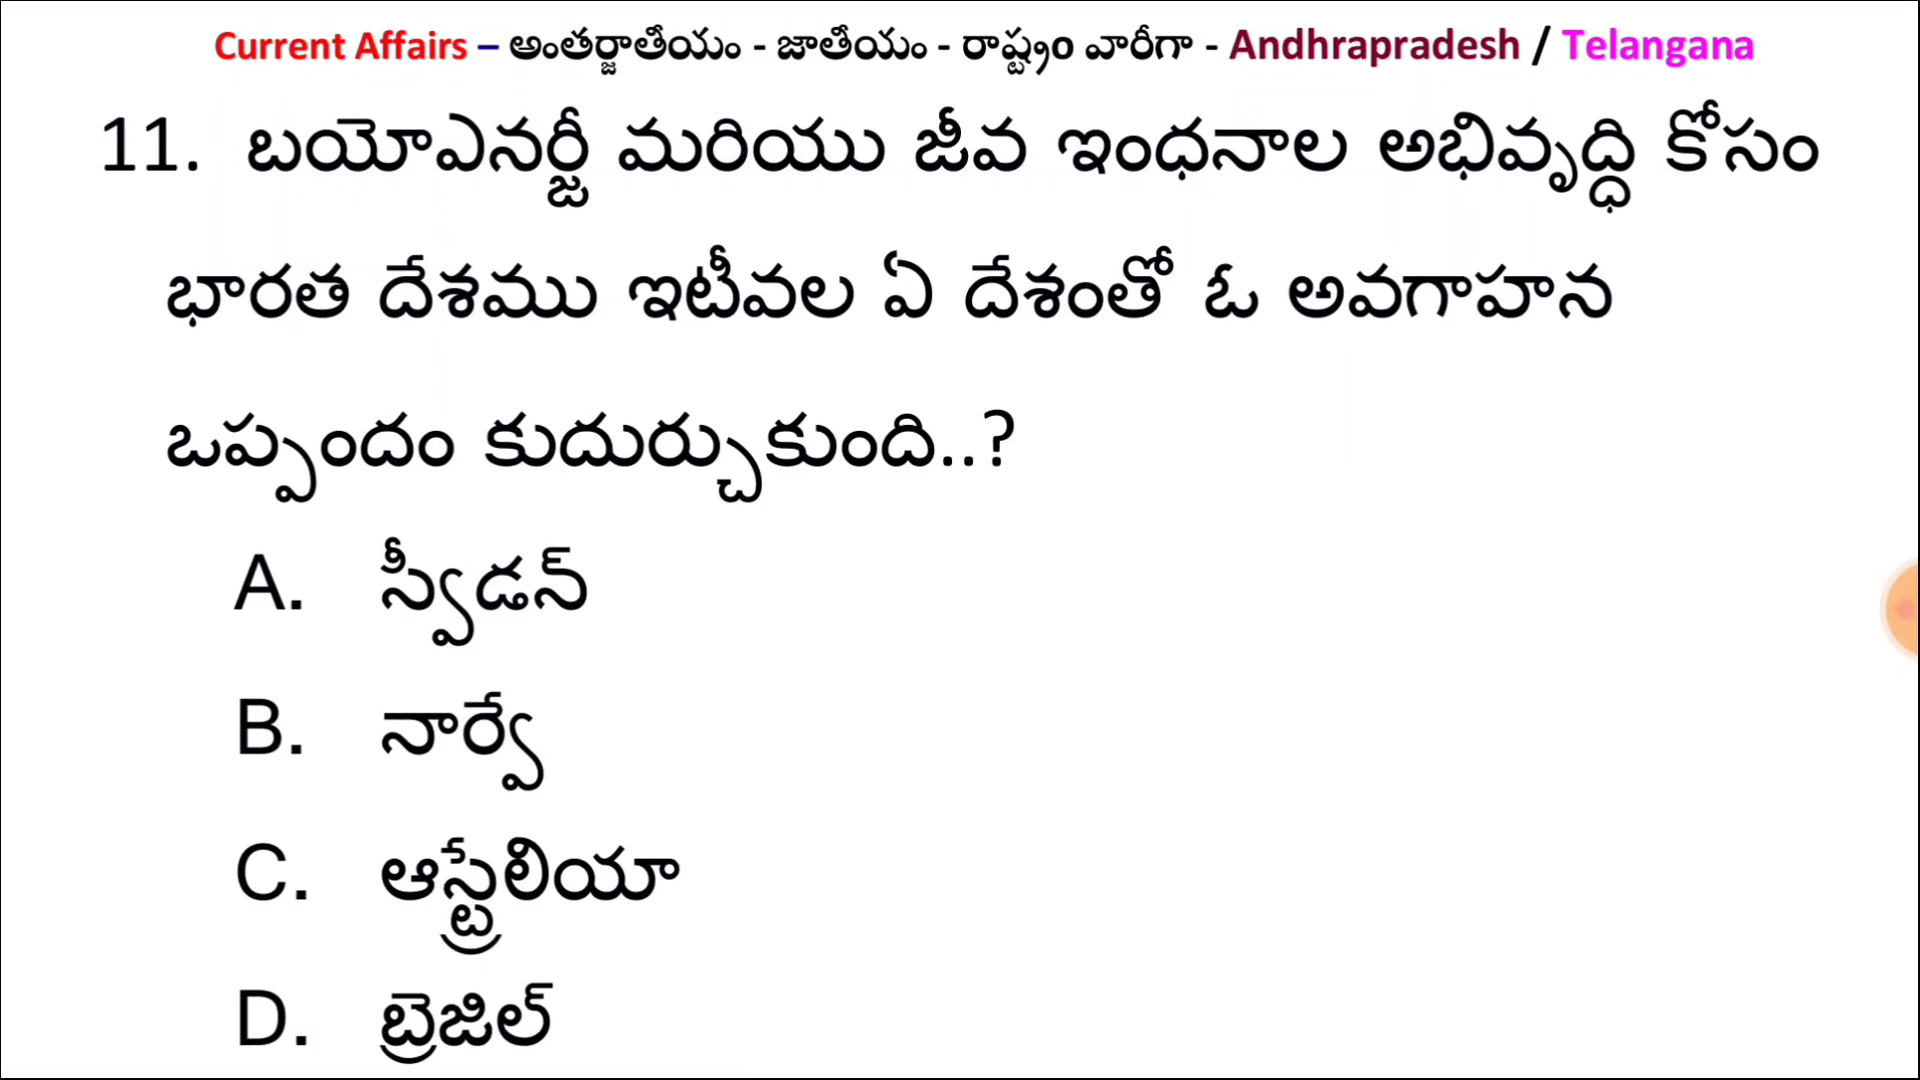 Current Affairs – అంతర్జాతీయం - జాతీయం - రాష్ట్రం వారీగా - Andhrapradesh / Telangana
11. బయోఎనర్జీ మరియు జీవ ఇంధనాల అభివృద్ధి కోసం
భారత దేశము ఇటీవల ఏ దేశంతో ఓ అవగాహన
ఒప్పందం కుదుర్చుకుంది..?
A. స్వీడన్
B. నార్వే
C. ఆస్ట్రేలియా
D. బ్రెజిల్